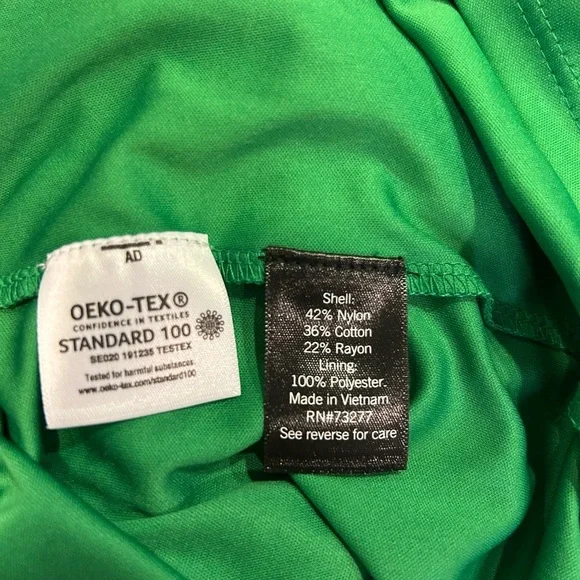 AD
OEKO-TEX®
CONFIDENCE IN TEXTILES
STANDARD 100
SE020 191235 TESTEX
Tested for harmful substances.
www.oeko-tex.com/standard100
Shell:
42% Nylon
36% Cotton
22% Rayon
Lining:
100% Polyester.
Made in Vietnam
RN#73277
See reverse for care